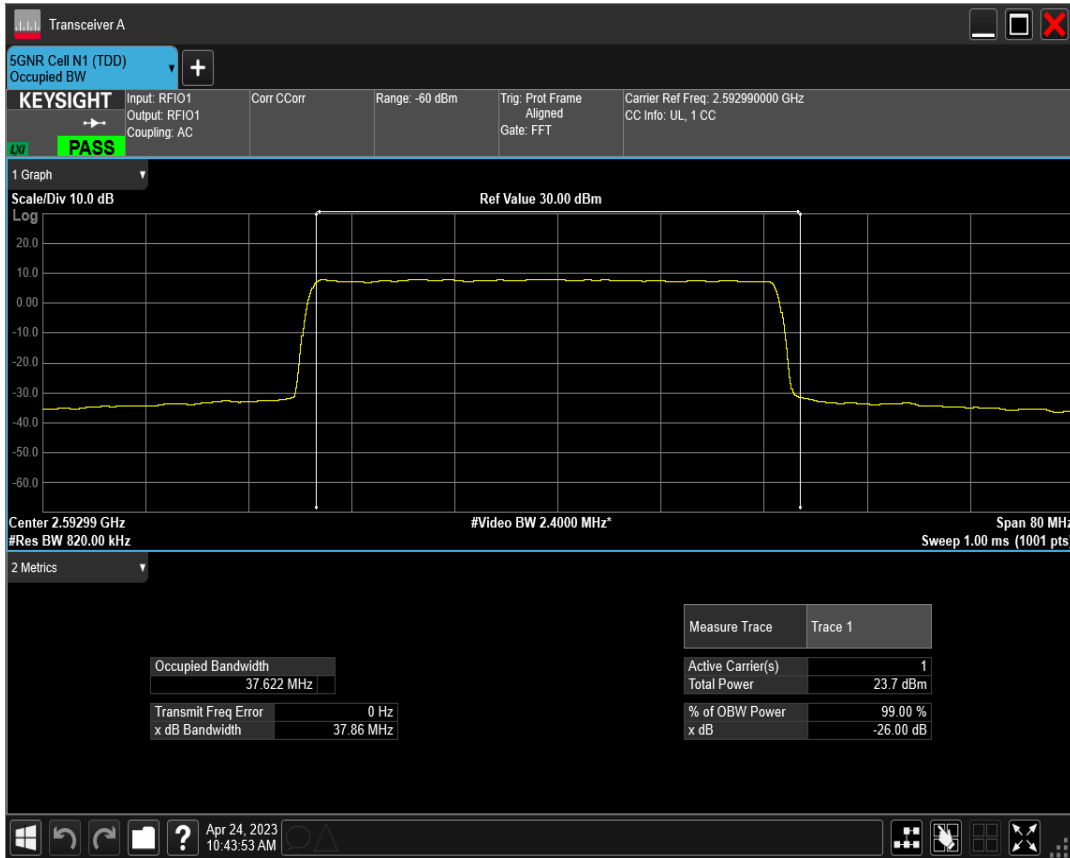 Transceiver A
5GNR Cell N1 (TDD)
Occupied BW
+
KEYSIGHT
LXI
PASS
Input: RFIO1
Output: RFIO1
Coupling: AC
Corr CCorr
Range: -60 dBm
Trig: Prot Frame
Aligned
Gate: FFT
Carrier Ref Freq: 2.592990000 GHz
CC Info: UL, 1 CC
1 Graph
Scale/Div 10.0 dB
Ref Value 30.00 dBm
Log
20.0
10.0
0.00
-10.0
-20.0
-30.0
-40.0
-50.0
-60.0
Center 2.59299 GHz
#Video BW 2.4000 MHz*
Span 80 MHz
#Res BW 820.00 kHz
Sweep 1.00 ms (1001 pts)
2 Metrics
Measure Trace Trace 1
Occupied Bandwidth
37.622 MHz
Transmit Freq Error 0 Hz
x dB Bandwidth 37.86 MHz
Active Carrier(s) 1
Total Power 23.7 dBm
% of OBW Power 99.00 %
x dB -26.00 dB
?
Apr 24, 2023
10:43:53 AM